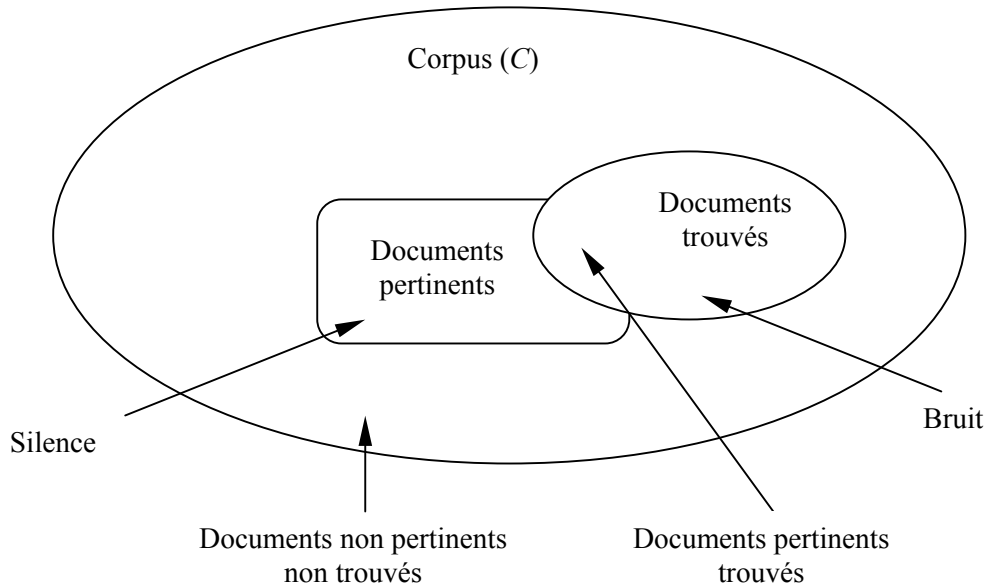 Corpus (C)
Documents
trouvés
Documents
pertinents
Silence
Bruit
Documents non pertinents
non trouvés
Documents pertinents
trouvés